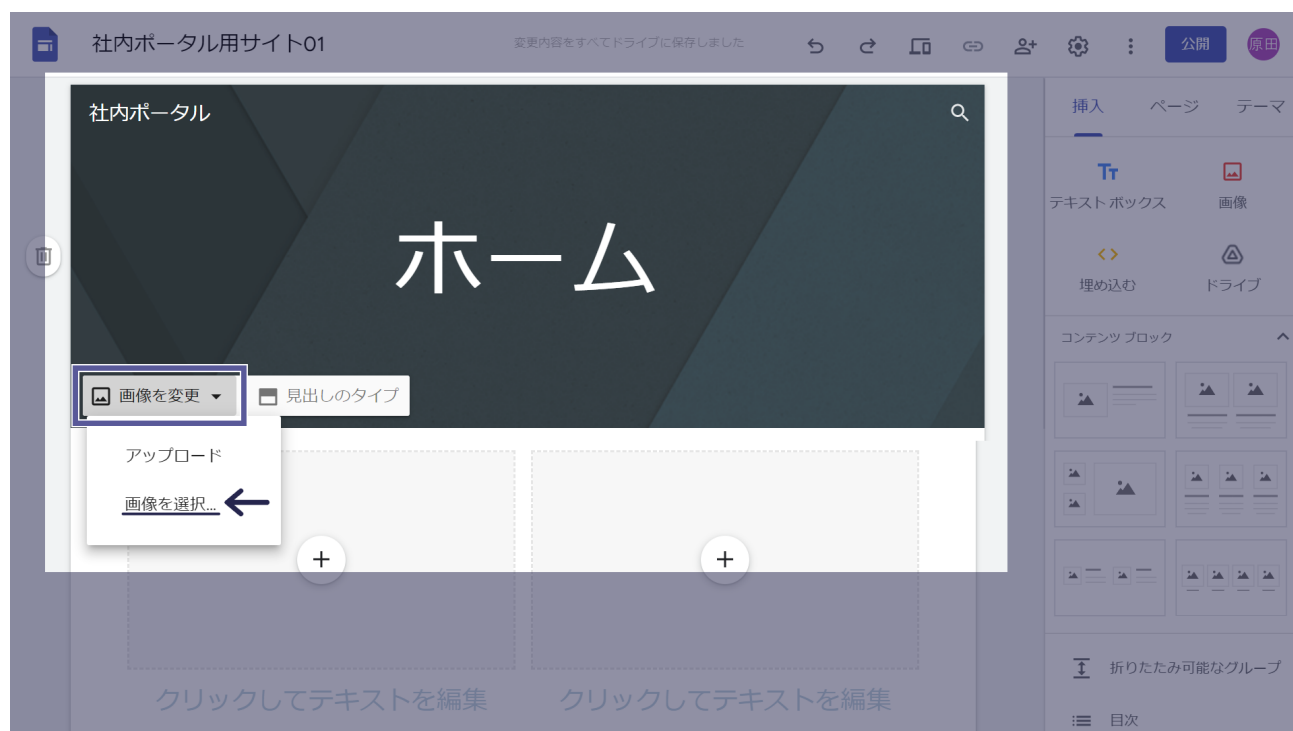 社内ポータル用サイト01
変更内容をすべてドライブに保存しました
公開
原田
社内ポータル
ホーム
画像を変更
見出しのタイプ
アップロード
画像を選択...
クリックしてテキストを編集
クリックしてテキストを編集
挿入
ページ
テーマ
Tт
テキスト ボックス
画像
埋め込む
ドライブ
コンテンツ ブロック
折りたたみ可能なグループ
目次